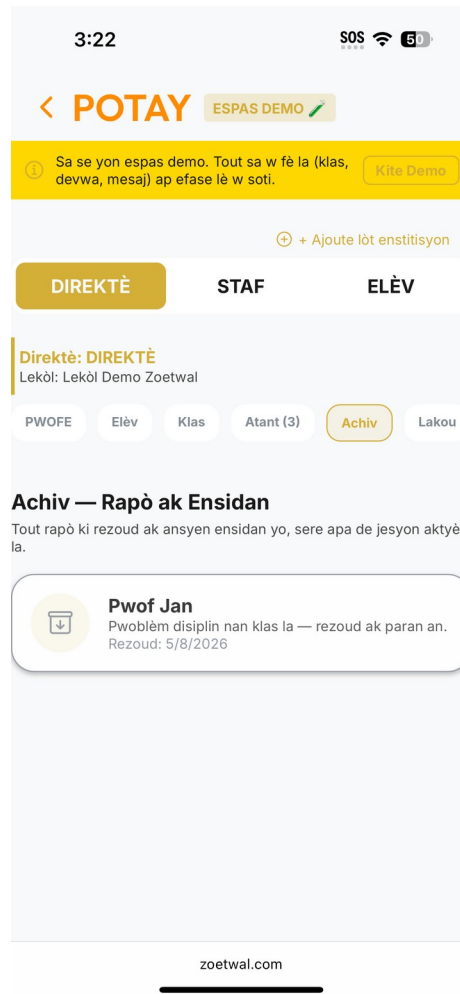 3:22
SOS
50
POTAY
ESPAS DEMO
Sa se yon espas demo. Tout sa w fè la (klas,
devwa, mesaj) ap efase lè w soti.
Kite Demo
+ Ajoute lòt enstitisyon
DIREKTÈ
STAF
ELÈV
Direktè: DIREKTÈ
Lekòl: Lekòl Demo Zoetwal
PWOFE
Elèv
Klas
Atant (3)
Achiv
Lakou
Achiv — Rapò ak Ensidan
Tout rapò ki rezoud ak ansyen ensidan yo, sere apa de jesyon aktyè
la.
Pwof Jan
Pwoblèm disiplin nan klas la — rezoud ak paran an.
Rezoud: 5/8/2026
zoetwal.com